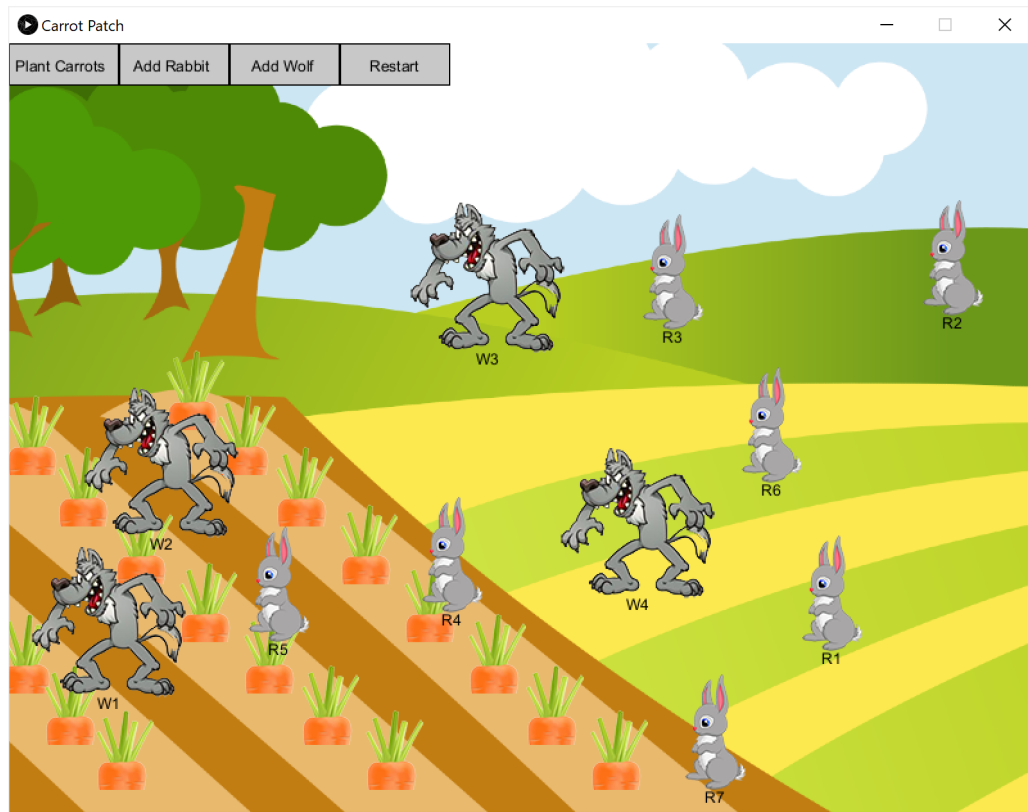 Carrot Patch
Plant Carrots Add Rabbit Add Wolf Restart
R2
R3
W3
R6
W2
W4
R4
R5
R1
W1
R7